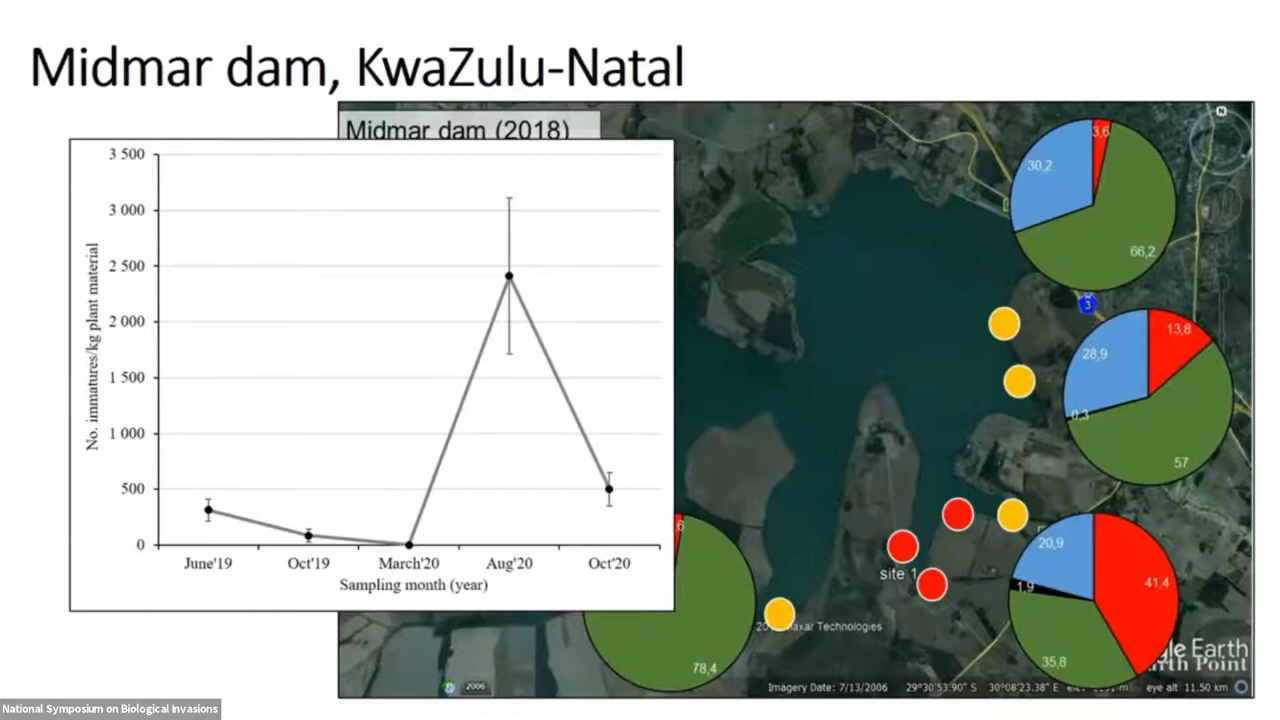 Midmar dam, KwaZulu-Natal
Midmar dam (2018)
3 500
3 000
2 500
2 000
1 500
1 000
500
0
No. immatures/kg plant material
June'19 Oct'19 March'20 Aug'20 Oct'20
Sampling month (year)
N
3,6
30,2
66,2
3
13,8
28,9
0,3
57
site 1
20,9
41,4
1,9
35,8
78,4
Technologies
2006
Imagery Date: 7/13/2006 29°30'53.90" S 30°08'23.38" E
eye alt 11.50 km
Earth
Point
National Symposium on Biological Invasions